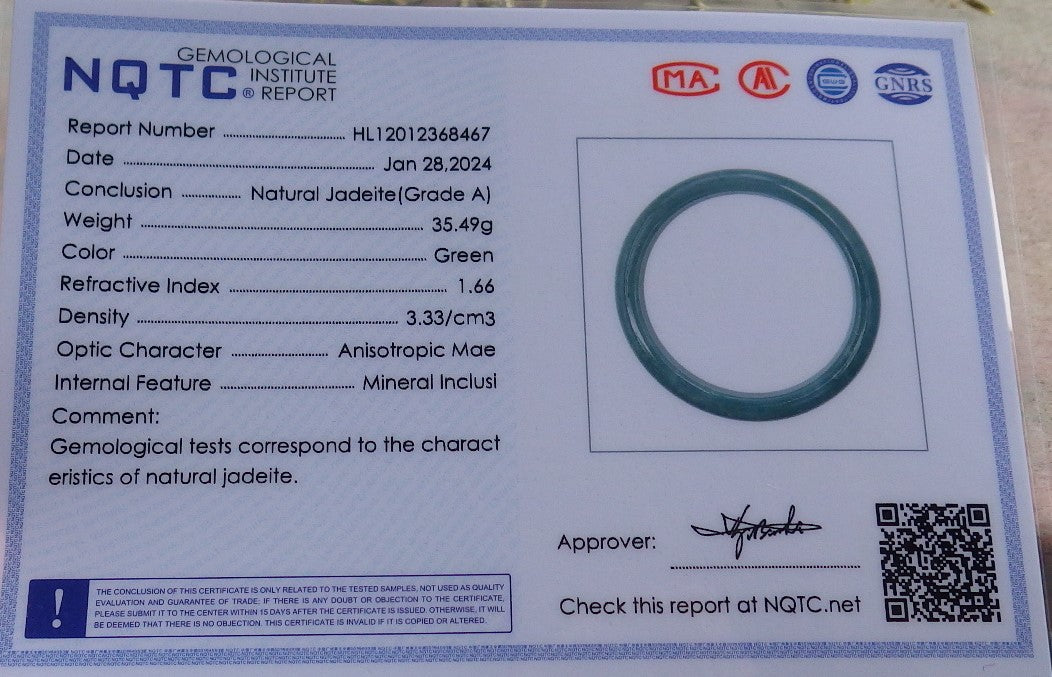 NQTC® GEMOLOGICAL INSTITUTE REPORT
MA
GNRS
Report Number HL12012368467
Date Jan 28,2024
Conclusion Natural Jadeite(Grade A)
Weight 35.49g
Color Green
Refractive Index 1.66
Density 3.33/cm3
Optic Character Anisotropic Mae
Internal Feature Mineral Inclusi
Comment:
Gemological tests correspond to the charact
eristics of natural jadeite.
Approver:
Check this report at NQTC.net
!
THE CONCLUSION OF THIS CERTIFICATE IS ONLY RELATED TO THE TESTED SAMPLES, NOT USED AS QUALITY
EVALUATION AND GUARANTEE OF TRADE; IF THERE IS ANY DOUBT OR OBJECTION TO THE CERTIFICATE,
PLEASE SUBMIT IT TO THE CENTER WITHIN 15 DAYS AFTER THE CERTIFICATE IS ISSUED. OTHERWISE, IT WILL
BE DEEMED THAT THERE IS NO OBJECTION. THIS CERTIFICATE IS INVALID IF IT IS COPIED OR ALTERED.